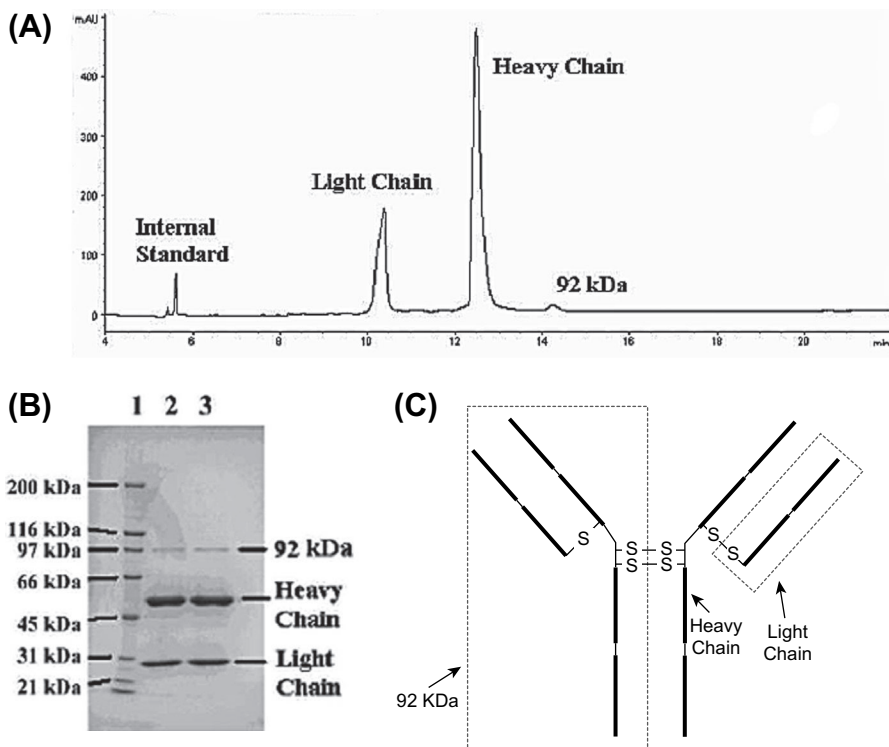 (A)
mAU
400
300
200
100
0
Internal
Standard
Light Chain
Heavy Chain
92 kDa
4
6
8
10
12
14
16
18
20
(B)
1 2 3
200 kDa
116 kDa
97 kDa
66 kDa
45 kDa
31 kDa
21 kDa
92 kDa
Heavy
Chain
Light
Chain
(C)
S
S
S
S
S
S
S
Heavy
Chain
Light
Chain
92 KDa